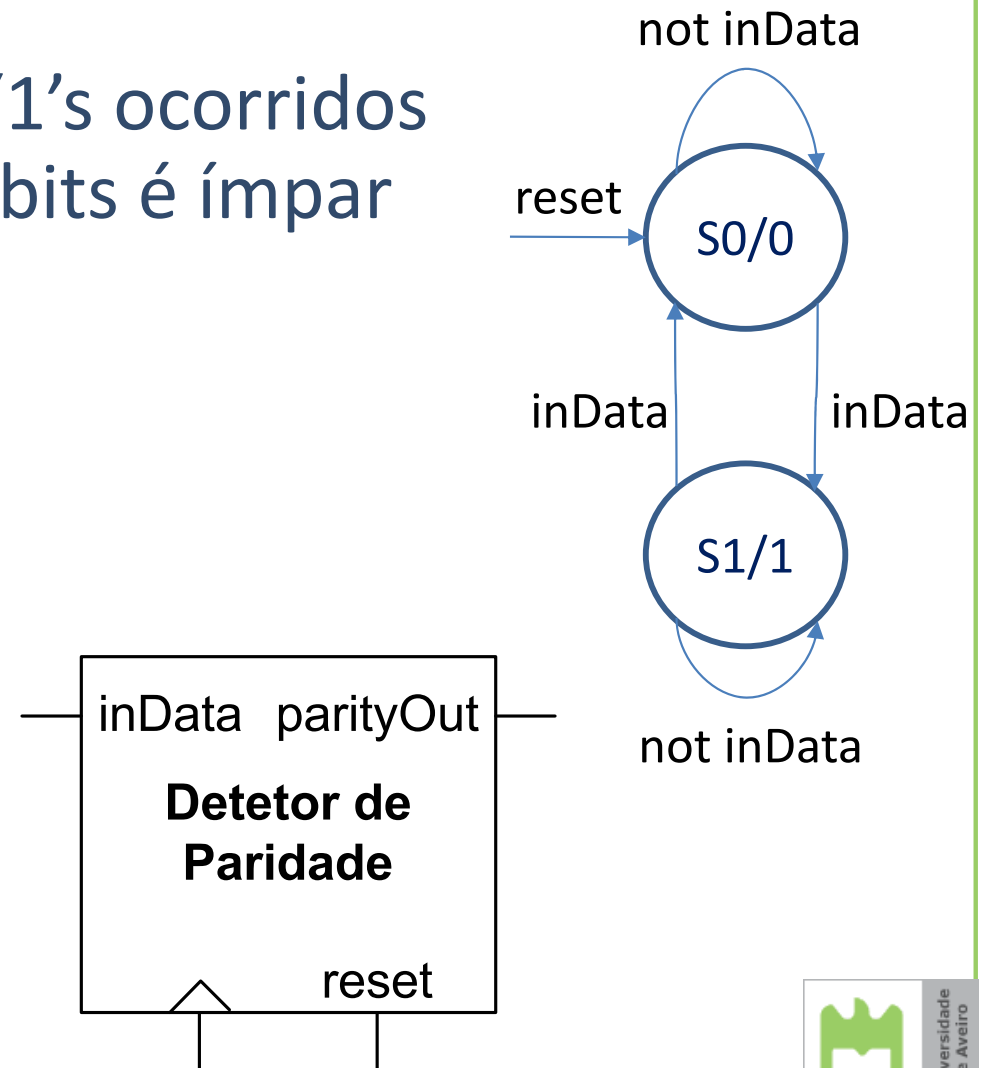 not inData
1’s ocorridos
bits é ímpar
reset
S0/0
inData
inData
S1/1
not inData
inData parityOut
Detetor de
Paridade
reset
Aveiro